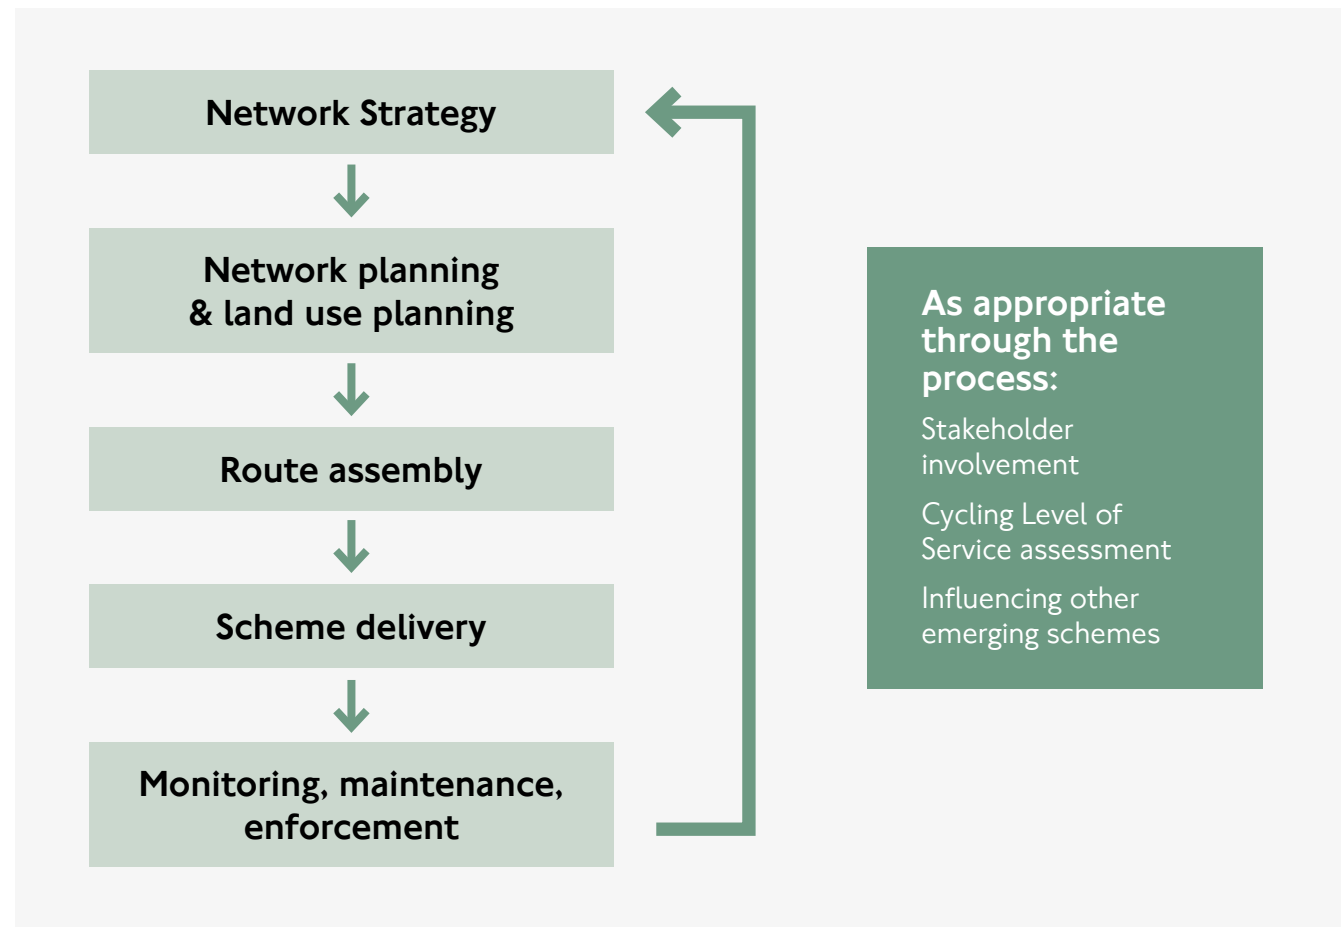 Network Strategy
Network planning
& land use planning
Route assembly
Scheme delivery
Monitoring, maintenance,
enforcement
As appropriate
through the
process:
Stakeholder
involvement
Cycling Level of
Service assessment
Influencing other
emerging schemes